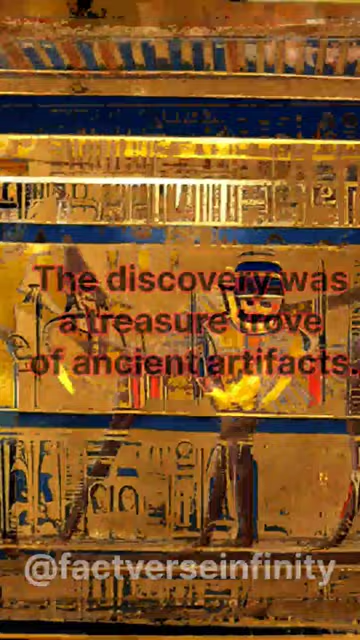 The discovery was
a treasure trove
of ancient artifacts.
@factverseinfinity